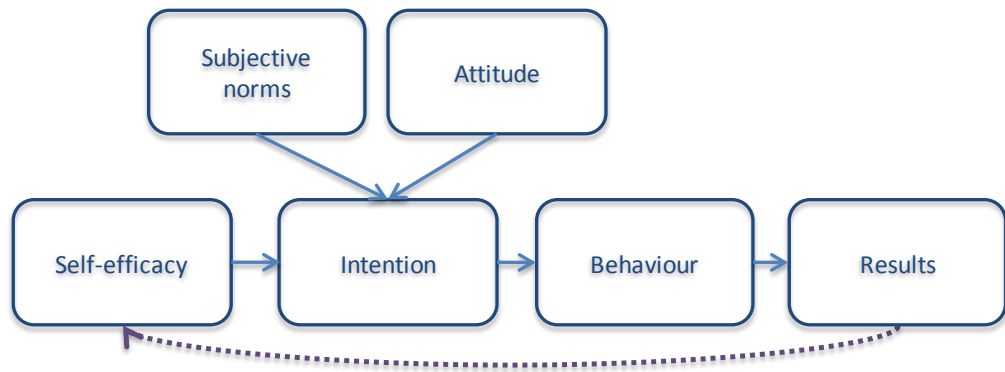 Subjective
norms
Attitude
Self-efficacy
Intention
Behaviour
Results